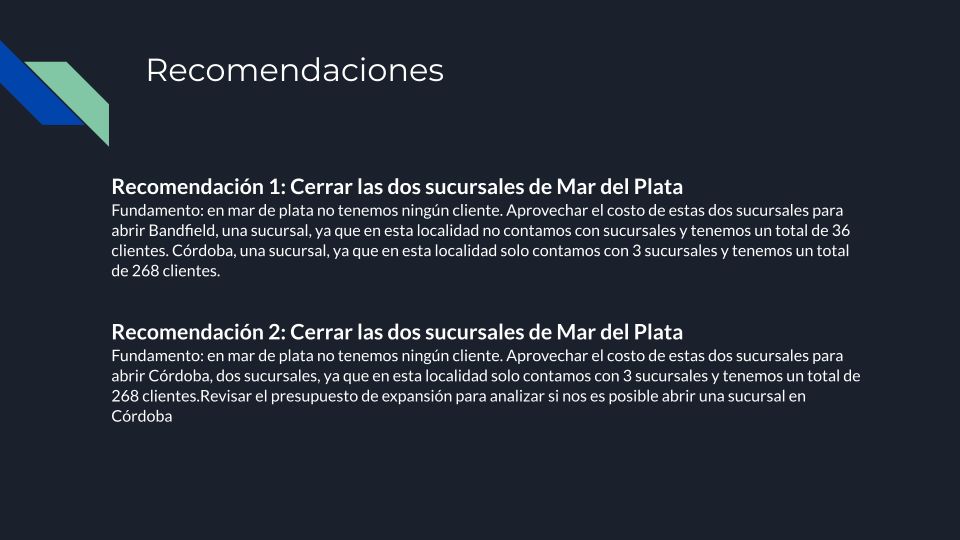 Recomendaciones
Recomendación 1: Cerrar las dos sucursales de Mar del Plata
Fundamento: en mar de plata no tenemos ningún cliente. Aprovechar el costo de estas dos sucursales para
abrir Bandfield, una sucursal, ya que en esta localidad no contamos con sucursales y tenemos un total de 36
clientes. Córdoba, una sucursal, ya que en esta localidad solo contamos con 3 sucursales y tenemos un total
de 268 clientes.
Recomendación 2: Cerrar las dos sucursales de Mar del Plata
Fundamento: en mar de plata no tenemos ningún cliente. Aprovechar el costo de estas dos sucursales para
abrir Córdoba, dos sucursales, ya que en esta localidad solo contamos con 3 sucursales y tenemos un total de
268 clientes.Revisar el presupuesto de expansión para analizar si nos es posible abrir una sucursal en
Córdoba